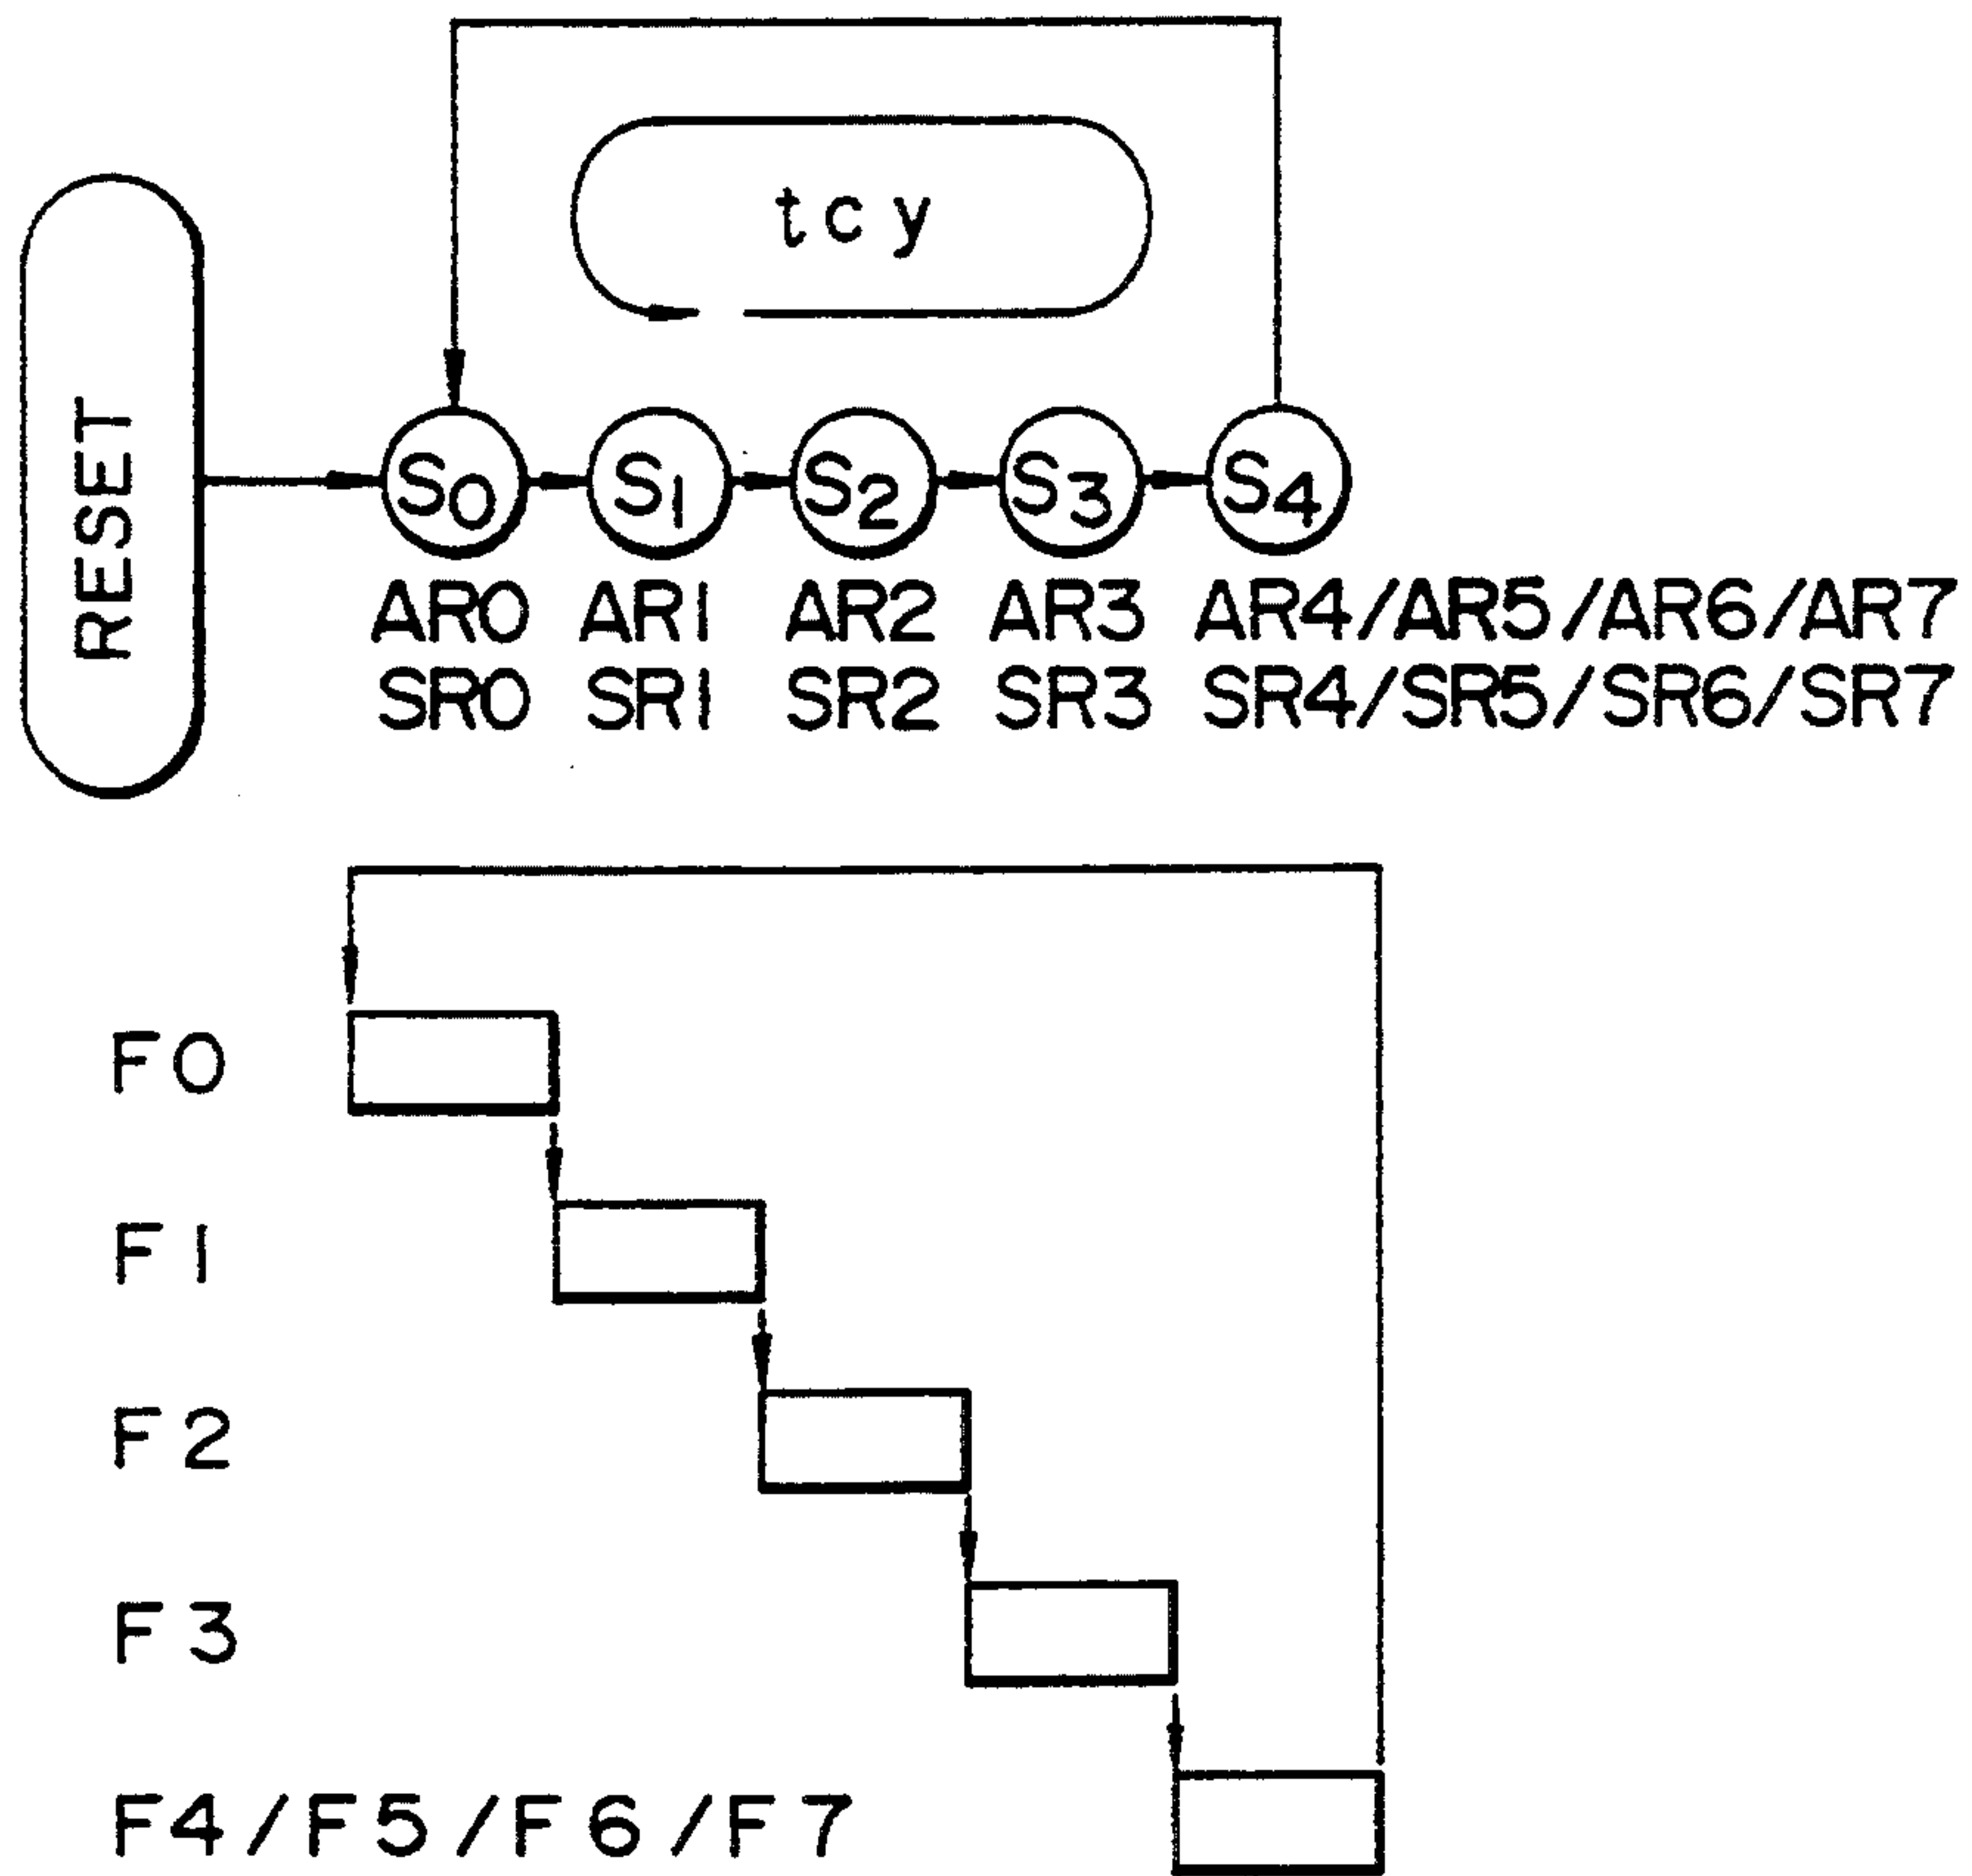 tcy
RESET
S0 S1 S2 S3 S4
AR0 AR1 AR2 AR3 AR4/AR5/AR6/AR7
SR0 SR1 SR2 SR3 SR4/SR5/SR6/SR7
F0
F1
F2
F3
F4/F5/F6/F7